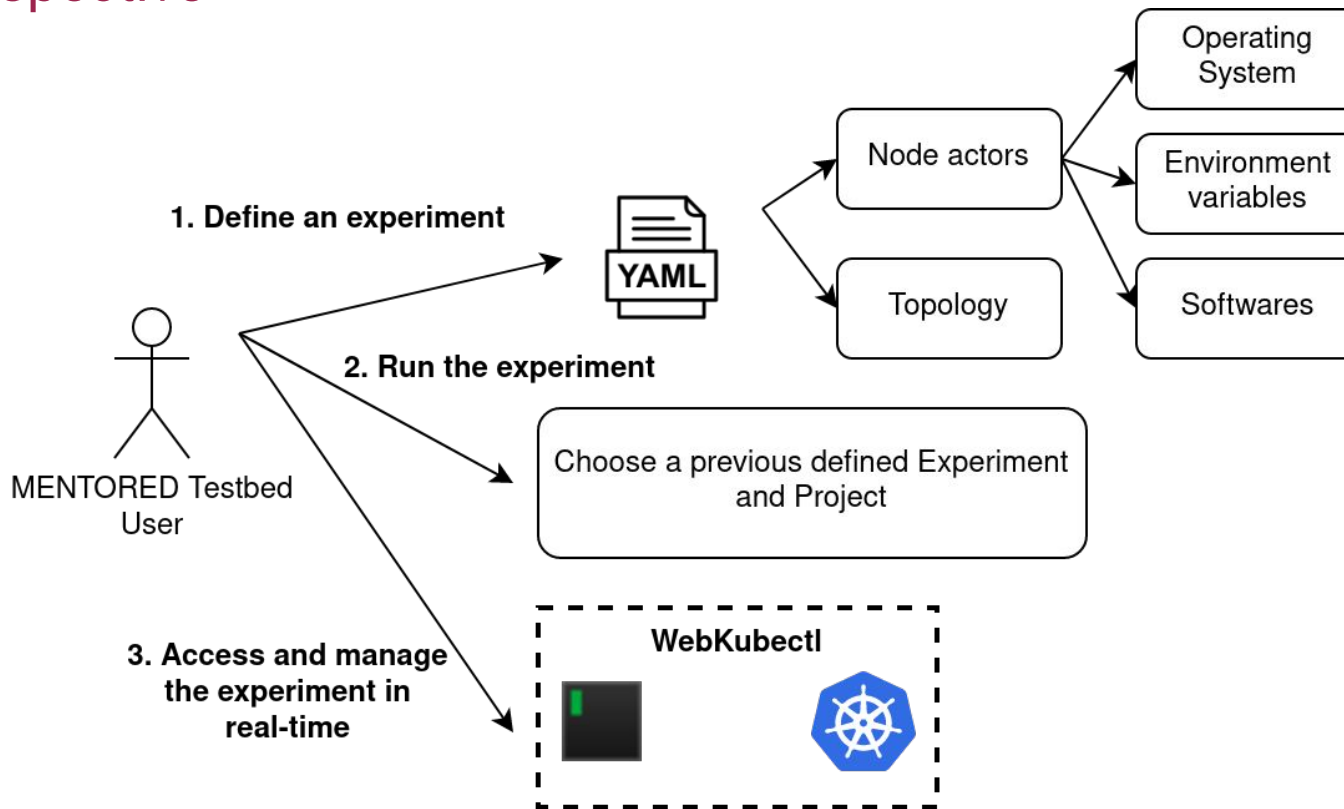 Operating
System
Node actors
Environment
variables
1. Define an experiment
YAML
Topology
Softwares
2. Run the experiment
Choose a previous defined Experiment
and Project
MENTORED Testbed
User
WebKubectl
3. Access and manage
the experiment in
real-time